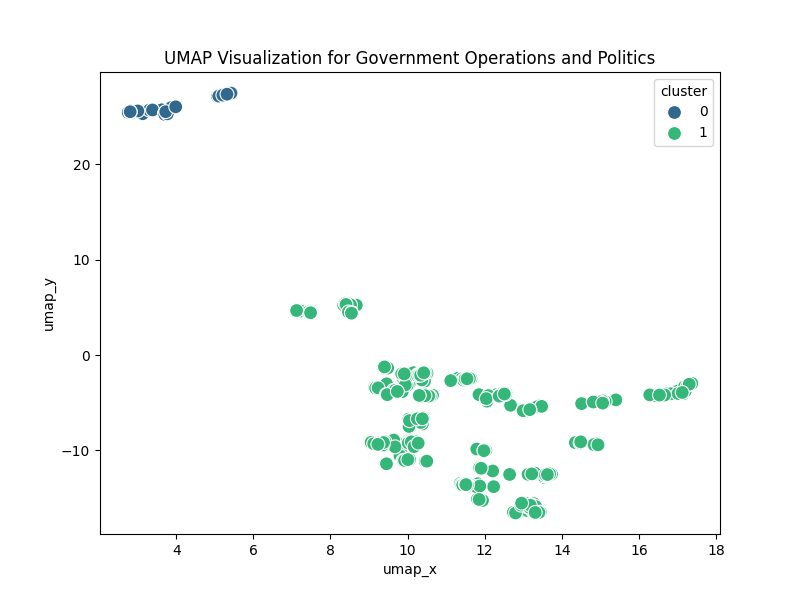 UMAP Visualization for Government Operations and Politics
cluster
0
1
20
10
0
−10
umap_y
4 6 8 10 12 14 16 18
umap_x